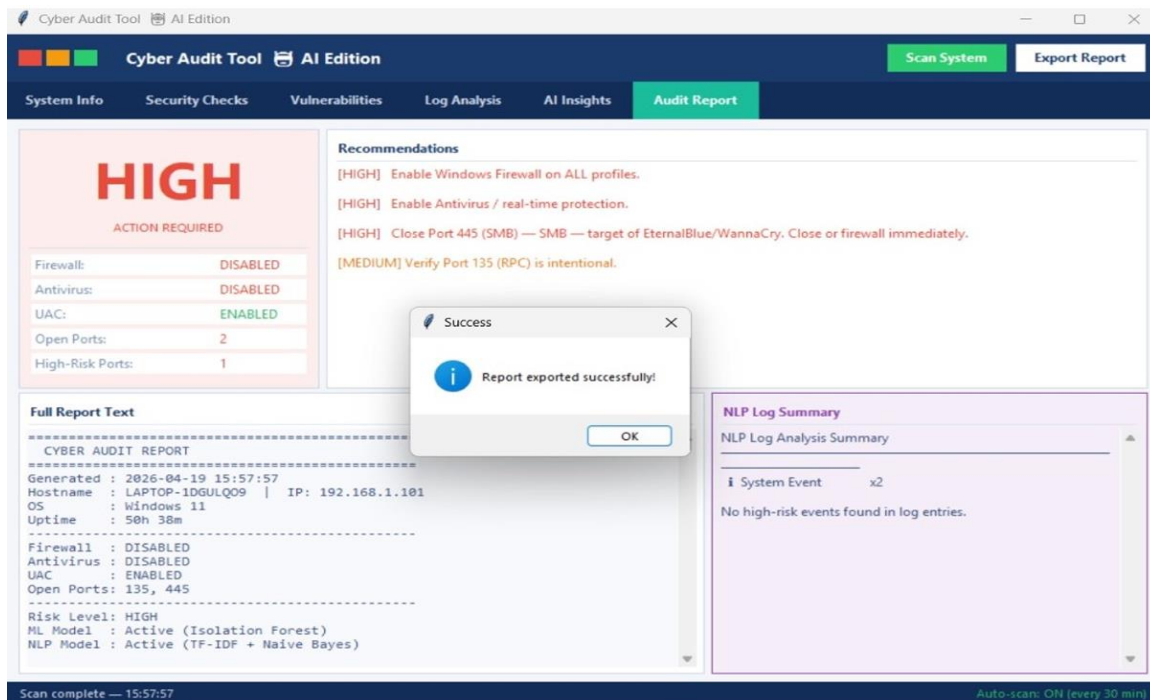 Cyber Audit Tool AI Edition
Cyber Audit Tool AI Edition
Scan System
Export Report
System Info
Security Checks
Vulnerabilities
Log Analysis
AI Insights
Audit Report
HIGH
ACTION REQUIRED
Firewall: DISABLED
Antivirus: DISABLED
UAC: ENABLED
Open Ports: 2
High-Risk Ports: 1
Recommendations
[HIGH] Enable Windows Firewall on ALL profiles.
[HIGH] Enable Antivirus / real-time protection.
[HIGH] Close Port 445 (SMB) — SMB — target of EternalBlue/WannaCry. Close or firewall immediately.
[MEDIUM] Verify Port 135 (RPC) is intentional.
Success
Report exported successfully!
OK
Full Report Text
CYBER AUDIT REPORT
Generated : 2026-04-19 15:57:57
Hostname : LAPTOP-1DGULQO9 | IP: 192.168.1.101
OS : Windows 11
Uptime : 50h 38m
Firewall : DISABLED
Antivirus : DISABLED
UAC : ENABLED
Open Ports: 135, 445
Risk Level: HIGH
ML Model : Active (Isolation Forest)
NLP Model : Active (TF-IDF + Naive Bayes)
NLP Log Summary
NLP Log Analysis Summary
System Event x2
No high-risk events found in log entries.
Scan complete — 15:57:57
Auto-scan: ON (every 30 min)